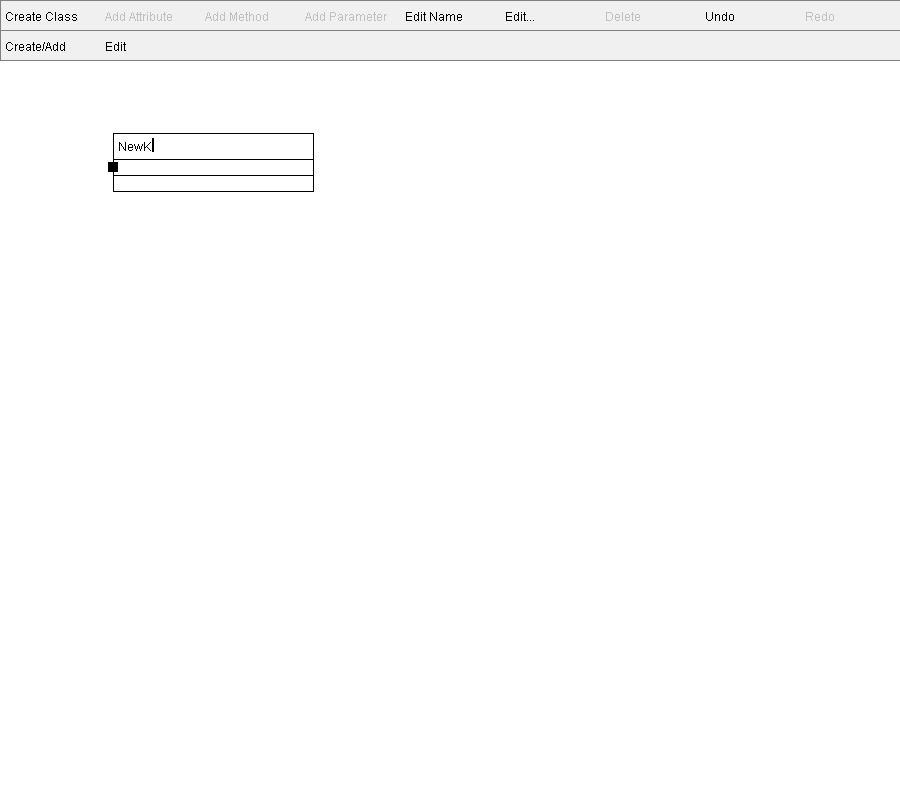 Create Class Add Attribute Add Method Add Parameter Edit Name Edit... Delete Undo Redo
Create/Add Edit
NewK